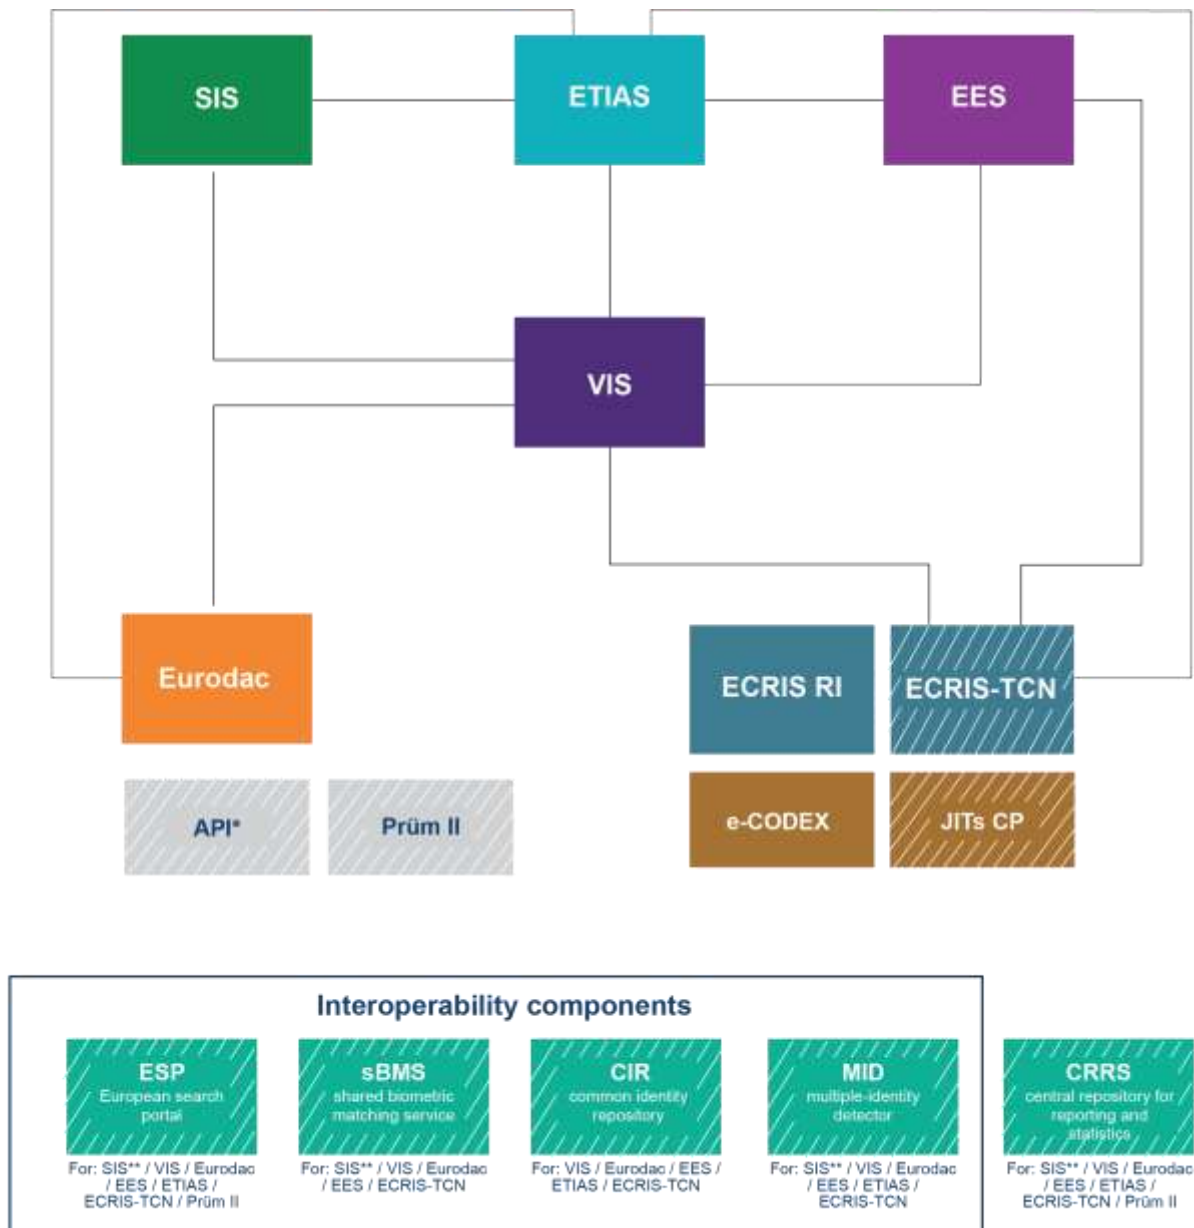 SIS
ETIAS
EES
VIS
Eurodac
ECRIS RI
ECRIS-TCN
API*
Prüm II
e-CODEX
JITs CP
Interoperability components
ESP
European search
portal
For: SIS** / VIS / Eurodac
/ EES / ETIAS /
ECRIS-TCN / Prüm II
sBMS
shared biometric
matching service
For: SIS** / VIS / Eurodac
/ EES / ECRIS-TCN
CIR
common identity
repository
For: VIS / Eurodac / EES /
ETIAS / ECRIS-TCN
MID
multiple-identity
detector
For: SIS** / VIS / Eurodac
/ EES / ETIAS /
ECRIS-TCN
CRRS
central repository for
reporting and
statistics
For: SIS** / VIS / Eurodac
/ EES / ETIAS /
ECRIS-TCN / Prüm II